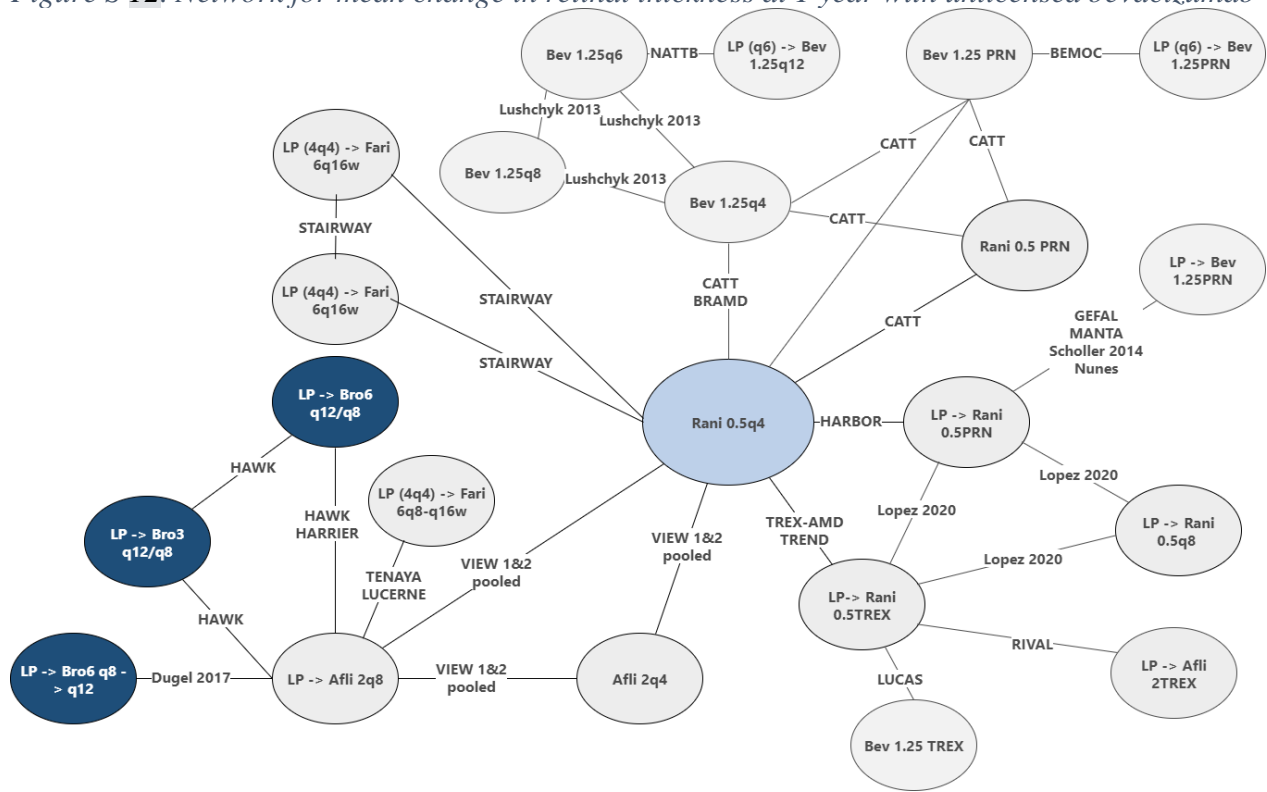 Figure S 12. Network for mean change in retinal thickness at 1 year with unlicensed bevacizumab
Bev 1.25q6
NATTB
LP (q6) -> Bev
1.25q12
Bev 1.25 PRN
BEMOC
LP (q6) -> Bev
1.25PRN
Lushchyk 2013
Lushchyk 2013
LP (4q4) -> Fari
6q16w
CATT
CATT
Bev 1.25q8
Lushchyk 2013
Bev 1.25q4
CATT
STAIRWAY
Rani 0.5 PRN
LP -> Bev
1.25PRN
LP (4q4) -> Fari
6q16w
STAIRWAY
CATT
BRAMD
CATT
GEFAL
MANTA
Scholler 2014
Nunes
STAIRWAY
LP -> Bro6
q12/q8
Rani 0.5q4
HARBOR
LP -> Rani
0.5PRN
HAWK
Lopez 2020
LP (4q4) -> Fari
6q8-q16w
HAWK
HARRIER
Lopez 2020
LP -> Bro3
q12/q8
TREX-AMD
TREND
LP -> Rani
0.5q8
VIEW 1&2
pooled
VIEW 1&2
pooled
Lopez 2020
TENAYA
LUCERNE
LP-> Rani
0.5TREX
HAWK
RIVAL
LP -> Bro6 q8 -
> q12
Dugel 2017
LP -> Afli 2q8
VIEW 1&2
pooled
Afli 2q4
LP -> Afli
2TREX
LUCAS
Bev 1.25 TREX